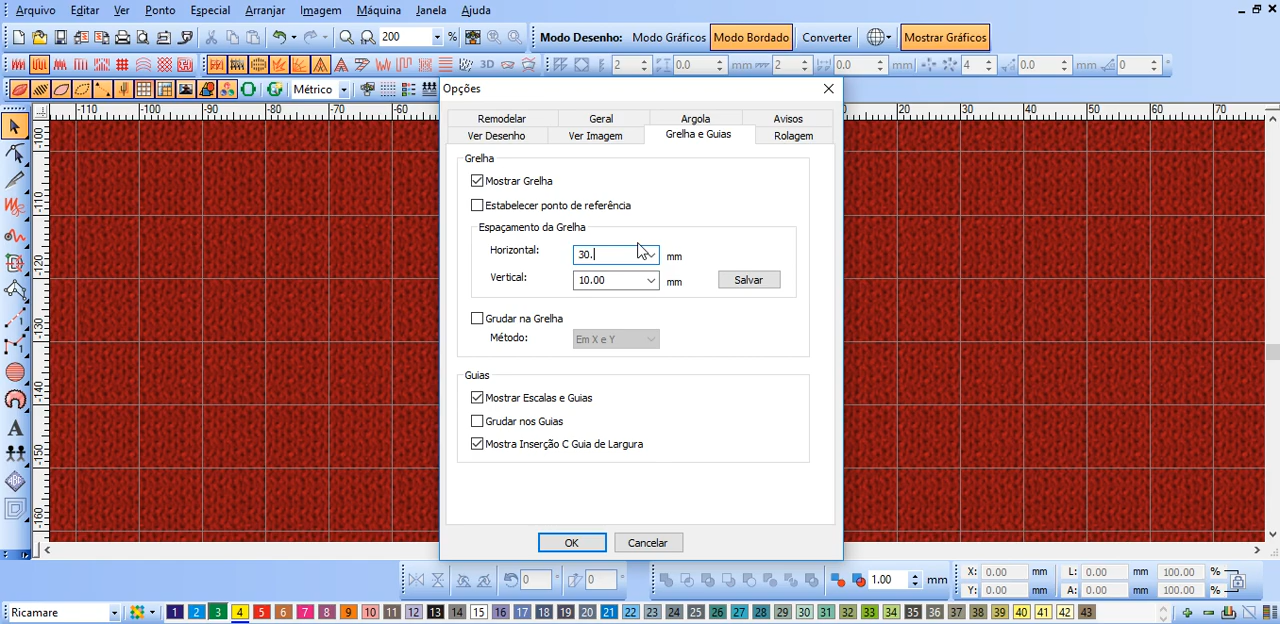 Arquivo Editar Ver Ponto Especial Arranjar Imagem Máquina Janela Ajuda
200 % Modo Desenho: Modo Gráficos Modo Bordado Converter Mostrar Gráficos
3D 2 0.0 mm 2 0.0 mm 4 0.0 mm 0 °
Métrico
Opções
-110 -100 -90 -80 -70 -60 20 30 40 50 60 70
-100
-110
-120
-130
-140
-150
-160
Remodelar Geral Argola Avisos
Ver Desenho Ver Imagem Grelha e Guias Rolagem
Grelha
Mostrar Grelha
Estabelecer ponto de referência
Espaçamento da Grelha
Horizontal: 30. mm
Vertical: 10.00 mm Salvar
Grudar na Grelha
Método: Em X e Y
Guias
Mostrar Escalas e Guias
Grudar nos Guias
Mostra Inserção C Guia de Largura
OK Cancelar
0 ° 0 ° 1.00 mm
X: 0.00 mm L: 0.00 mm 100.00 %
Y: 0.00 mm A: 0.00 mm 100.00 %
Ricamare 1 2 3 4 5 6 7 8 9 10 11 12 13 14 15 16 17 18 19 20 21 22 23 24 25 26 27 28 29 30 31 32 33 34 35 36 37 38 39 40 41 42 43